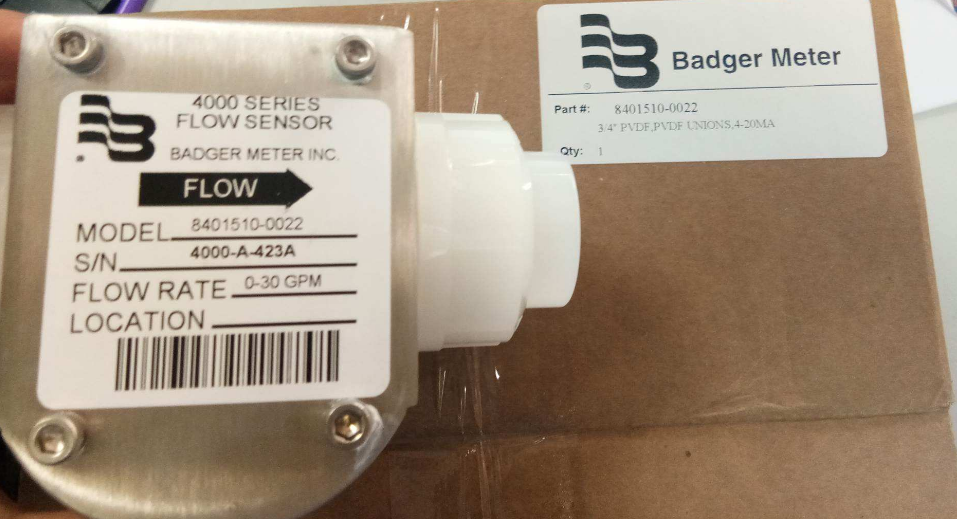 4000 SERIES
FLOW SENSOR
BADGER METER INC.
FLOW
MODEL 8401510-0022
S/N 4000-A-423A
FLOW RATE 0-30 GPM
LOCATION
Badger Meter
®
Part #: 8401510-0022
3/4" PVDF,PVDF UNIONS,4-20MA
Qty: 1